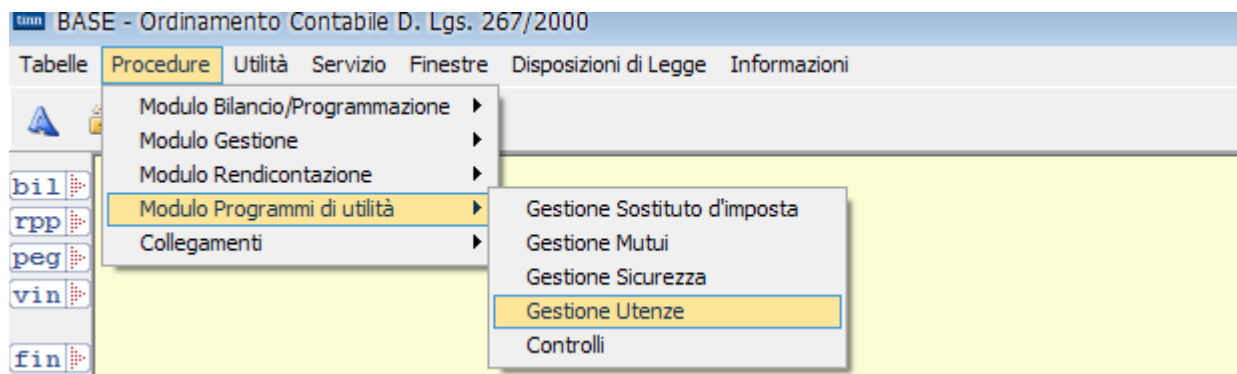 tinn BASE - Ordinamento Contabile D. Lgs. 267/2000
Tabelle Procedure Utilità Servizio Finestre Disposizioni di Legge Informazioni
Modulo Bilancio/Programmazione
Modulo Gestione
Modulo Rendicontazione
Modulo Programmi di utilità
Collegamenti
Gestione Sostituto d'imposta
Gestione Mutui
Gestione Sicurezza
Gestione Utenze
Controlli
bil
rpp
peg
vin
fin